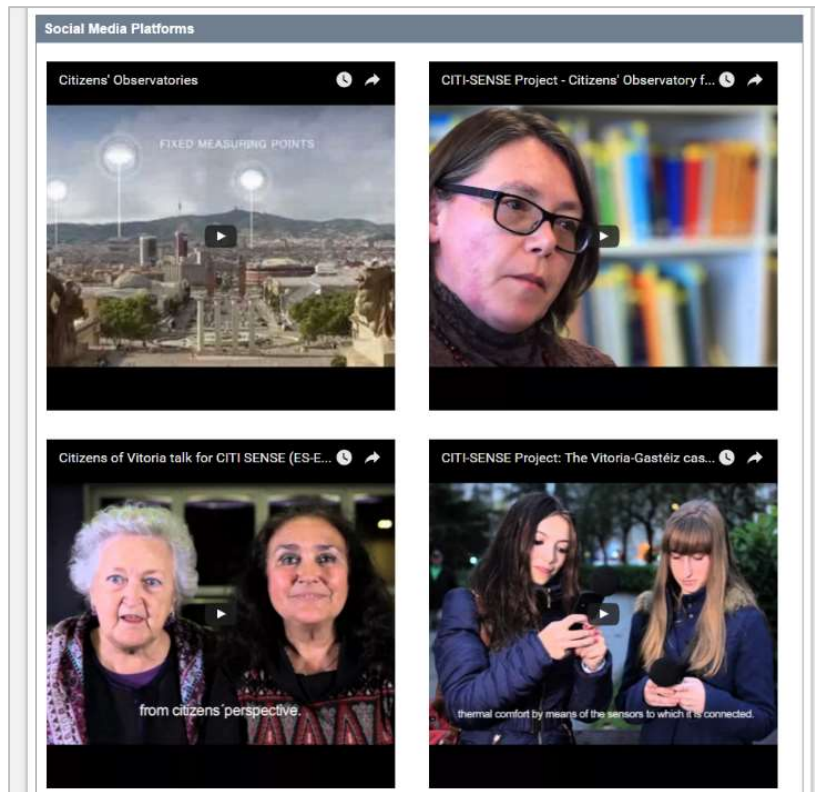 Social Media Platforms
Citizens' Observatories
CITI-SENSE Project - Citizens' Observatory f...
FIXED MEASURING POINTS
Citizens of Vitoria talk for CITI SENSE (ES-E...
CITI-SENSE Project: The Vitoria-Gastéiz cas...
from citizens´perspective.
thermal comfort by means of the sensors to which it is connected.